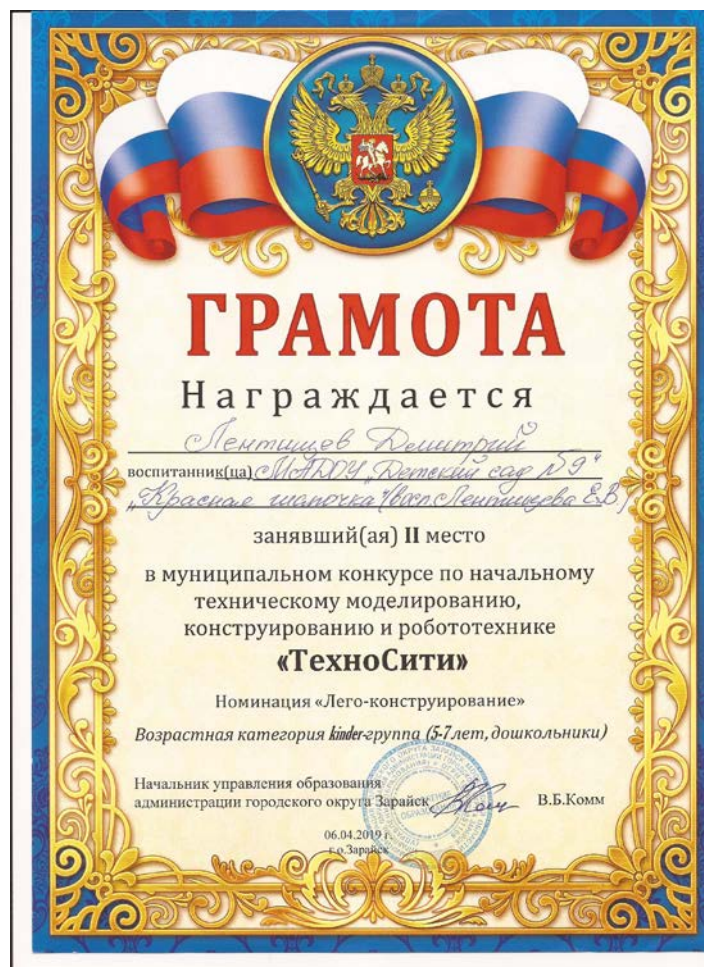 ГРАМОТА
Награждается
Лентищев Дмитрий
воспитанник(ца) МАДОУ „Детский сад №9"
„Красная шапочка" (восп. Лентищева Е.В.)
занявший(ая) II место
в муниципальном конкурсе по начальному
техническому моделированию,
конструированию и робототехнике
«ТехноСити»
Номинация «Лего-конструирование»
Возрастная категория kinder-группа (5-7лет, дошкольники)
Начальник управления образования
администрации городского округа Зарайск
В.Б.Комм
06.04.2019 г.
г.о.Зарайск